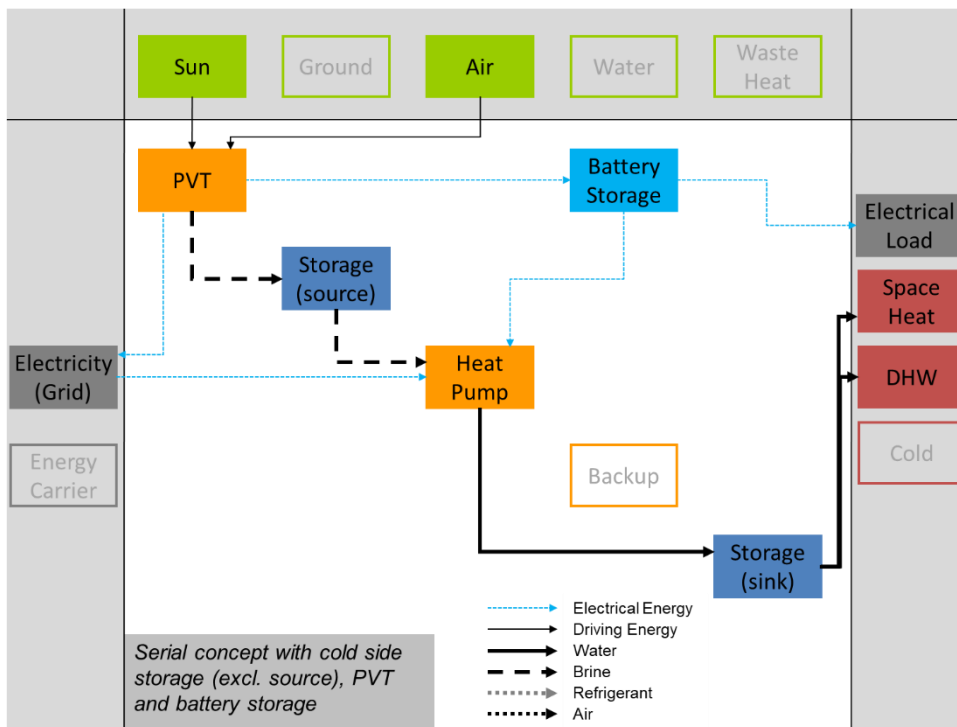 Sun
Ground
Air
Water
Waste
Heat
PVT
Battery
Storage
Electrical
Load
Storage
(source)
Space
Heat
Electricity
(Grid)
Heat
Pump
DHW
Energy
Carrier
Backup
Cold
Storage
(sink)
Electrical Energy
Driving Energy
Water
Brine
Refrigerant
Air
Serial concept with cold side
storage (excl. source), PVT
and battery storage